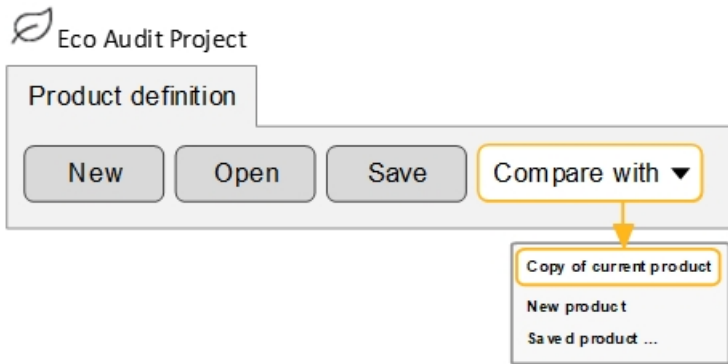 Eco Audit Project
Product definition
New Open Save Compare with
Copy of current product
New product
Saved product ...